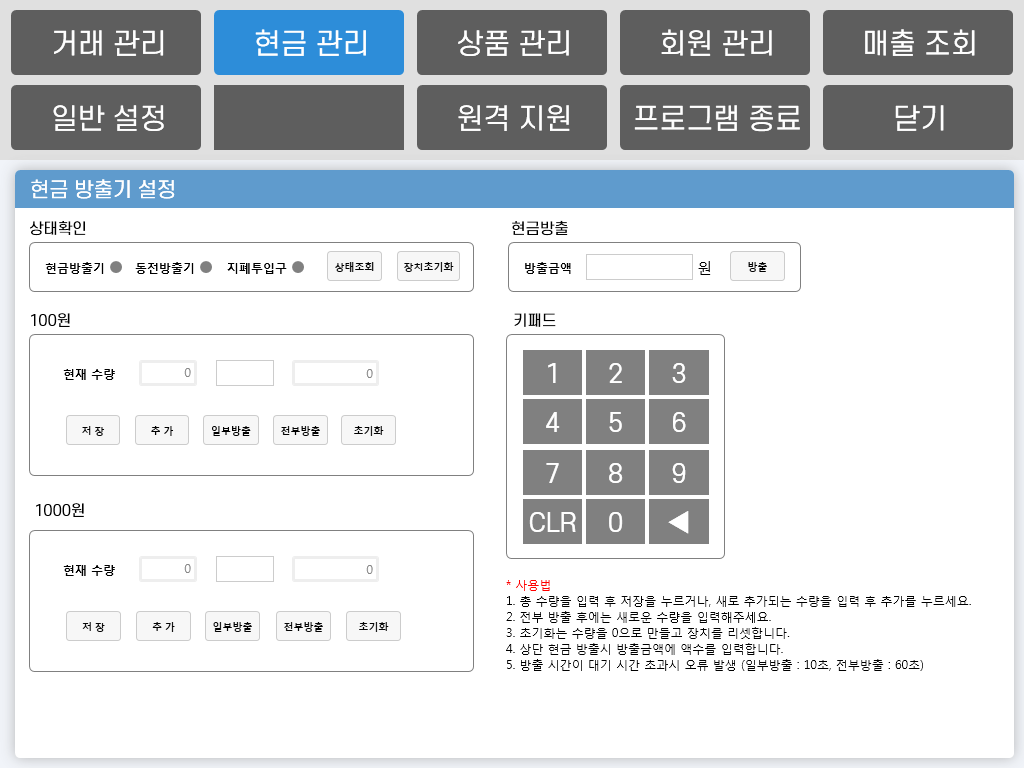 거래 관리
현금 관리
상품 관리
회원 관리
매출 조회
일반 설정
원격 지원
프로그램 종료
닫기
현금 방출기 설정
상태확인
현금방출기 동전방출기 지폐투입구 상태조회 장치초기화
현금방출
방출금액 원 방출
100원
현재 수량 0 0
저 장 추 가 일부방출 전부방출 초기화
1000원
현재 수량 0 0
저 장 추 가 일부방출 전부방출 초기화
키패드
1 2 3
4 5 6
7 8 9
CLR 0 ◀
* 사용법
1. 총 수량을 입력 후 저장을 누르거나, 새로 추가되는 수량을 입력 후 추가를 누르세요.
2. 전부 방출 후에는 새로운 수량을 입력해주세요.
3. 초기화는 수량을 0으로 만들고 장치를 리셋합니다.
4. 상단 현금 방출시 방출금액에 액수를 입력합니다.
5. 방출 시간이 대기 시간 초과시 오류 발생 (일부방출 : 10초, 전부방출 : 60초)